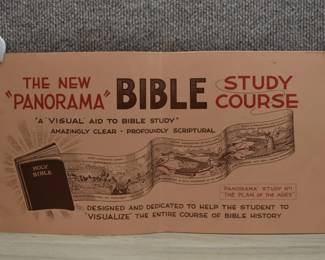 THE NEW
"PANORAMA"
BIBLE
STUDY
COURSE
"A 'VISUAL' AID TO BIBLE STUDY"
AMAZINGLY CLEAR • PROFOUNDLY SCRIPTURAL
HOLY
BIBLE
PANORAMA STUDY Nº1
THE PLAN OF THE AGES
DESIGNED AND DEDICATED TO HELP THE STUDENT TO
"VISUALIZE" THE ENTIRE COURSE OF BIBLE HISTORY